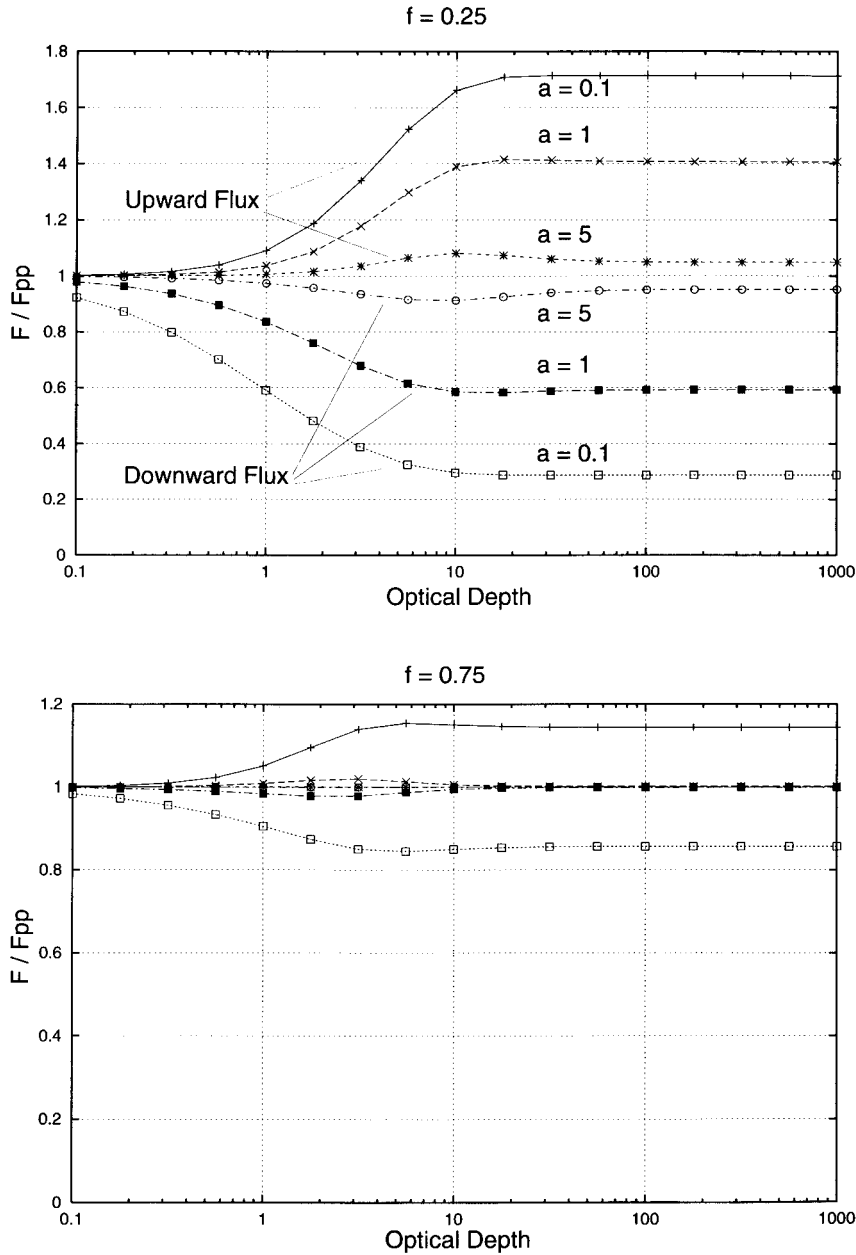 f = 0.25
1.8
1.6
1.4
1.2
1
0.8
0.6
0.4
0.2
0
F / Fpp
a = 0.1
a = 1
Upward Flux
a = 5
a = 5
a = 1
a = 0.1
Downward Flux
0.1
1
10
100
1000
Optical Depth
f = 0.75
1.2
1
0.8
0.6
0.4
0.2
0
F / Fpp
0.1
1
10
100
1000
Optical Depth